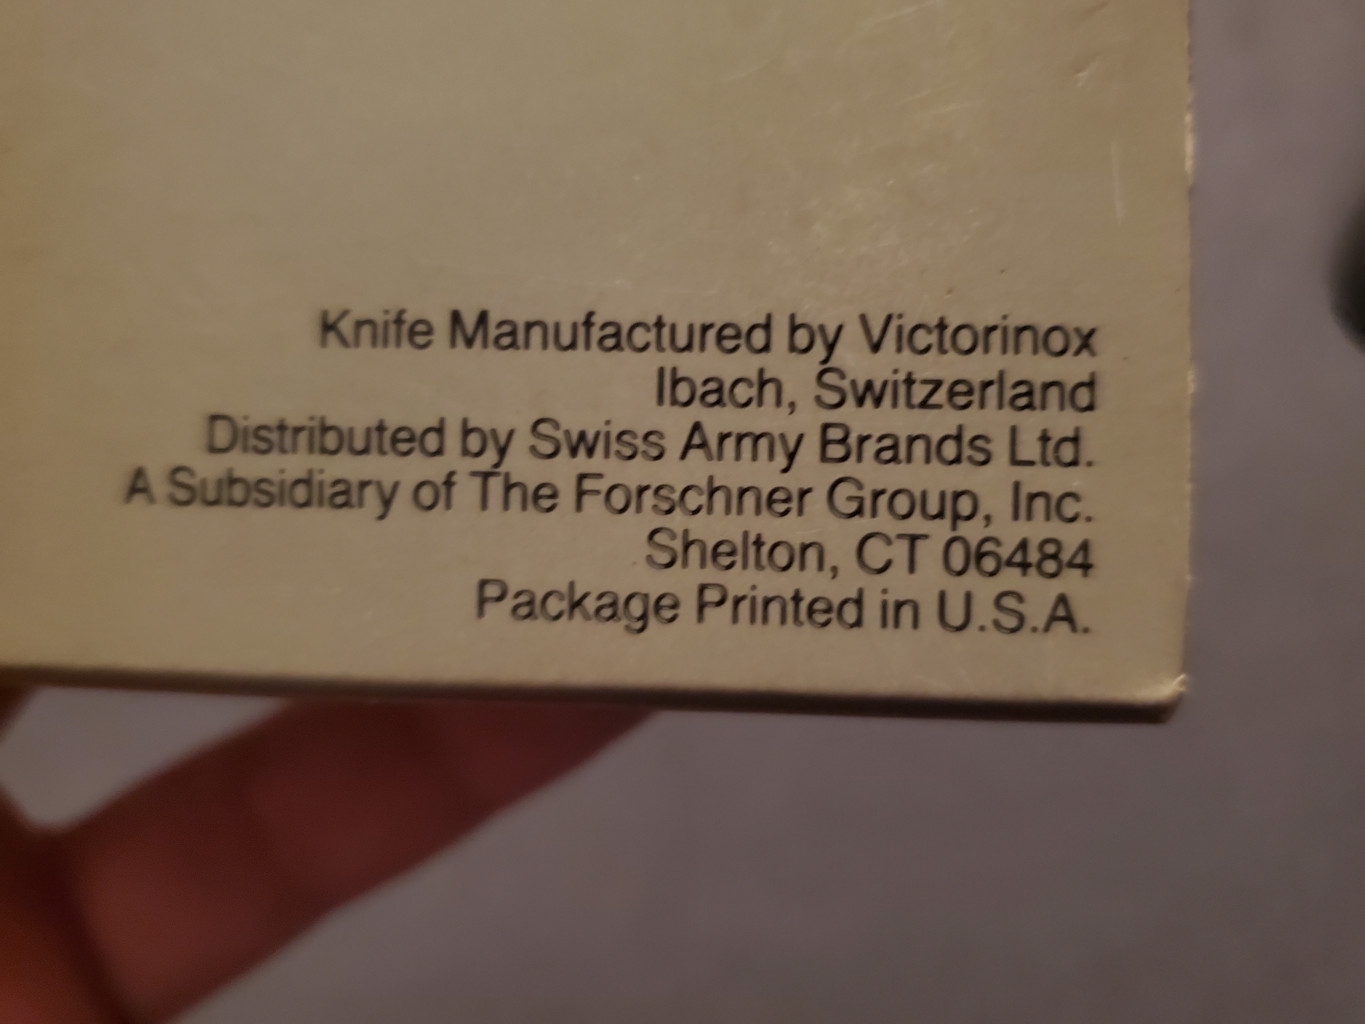 Knife Manufactured by Victorinox
Ibach, Switzerland
Distributed by Swiss Army Brands Ltd.
A Subsidiary of The Forschner Group, Inc.
Shelton, CT 06484
Package Printed in U.S.A.